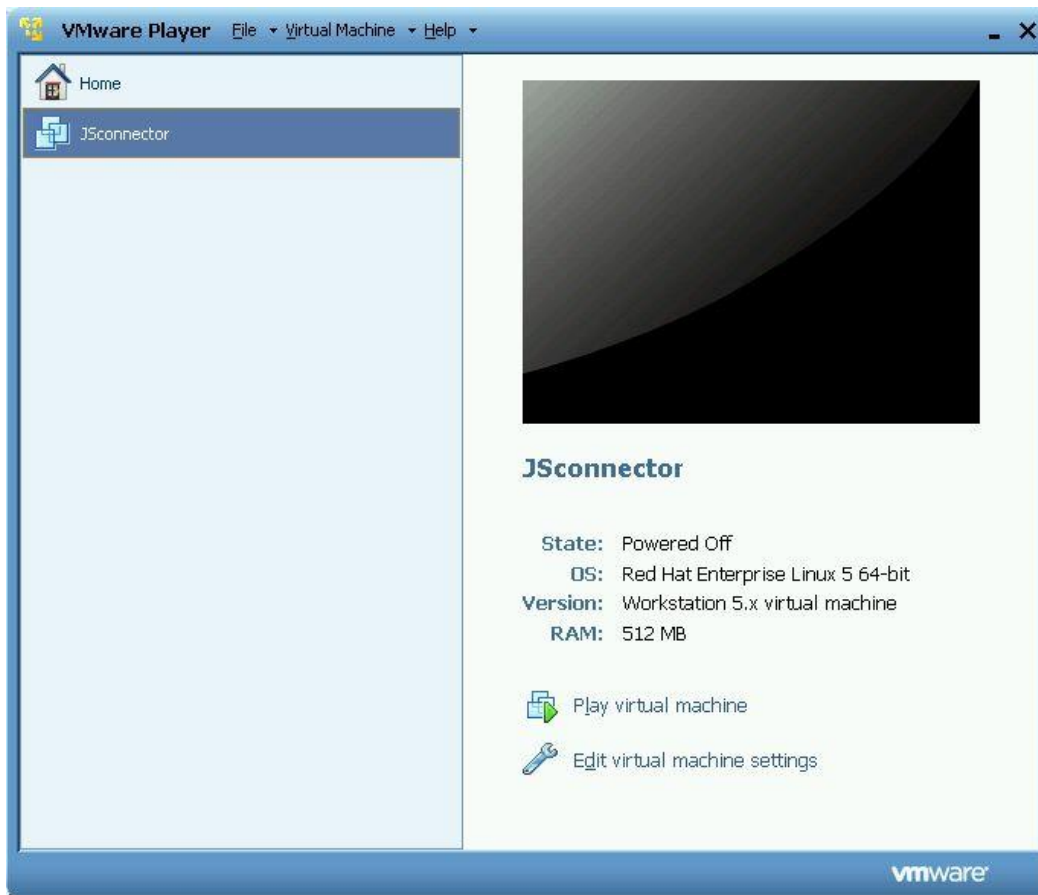 VMware Player File Virtual Machine Help
Home
JSconnector
JSconnector
State: Powered Off
OS: Red Hat Enterprise Linux 5 64-bit
Version: Workstation 5.x virtual machine
RAM: 512 MB
Play virtual machine
Edit virtual machine settings
vmware